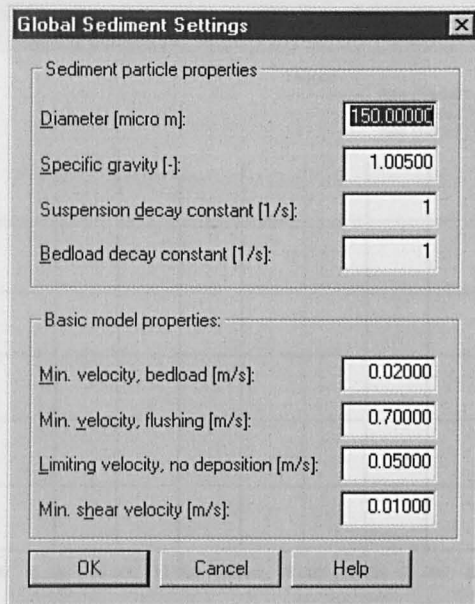 Global Sediment Settings
Sediment particle properties
Diameter [micro m]: 150.00000
Specific gravity [-]: 1.00500
Suspension decay constant [1/s]: 1
Bedload decay constant [1/s]: 1
Basic model properties:
Min. velocity, bedload [m/s]: 0.02000
Min. velocity, flushing [m/s]: 0.70000
Limiting velocity, no deposition [m/s]: 0.05000
Min. shear velocity [m/s]: 0.01000
OK Cancel Help